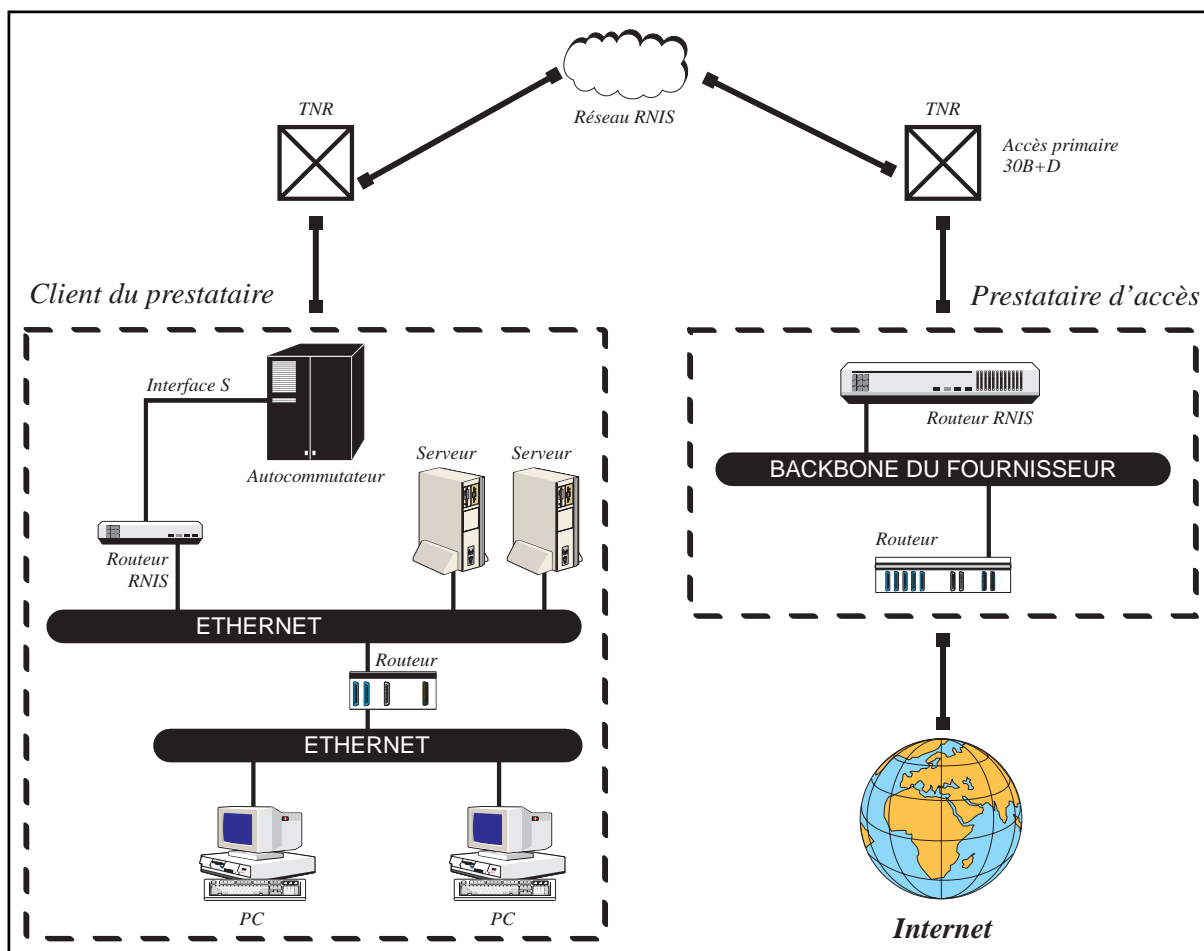 TNR
Réseau RNIS
TNR
Accès primaire
30B+D
Client du prestataire
Prestataire d'accès
Interface S
Autocommutateur
Serveur
Serveur
Routeur
RNIS
ETHERNET
Routeur
ETHERNET
PC
PC
Routeur RNIS
BACKBONE DU FOURNISSEUR
Routeur
Internet